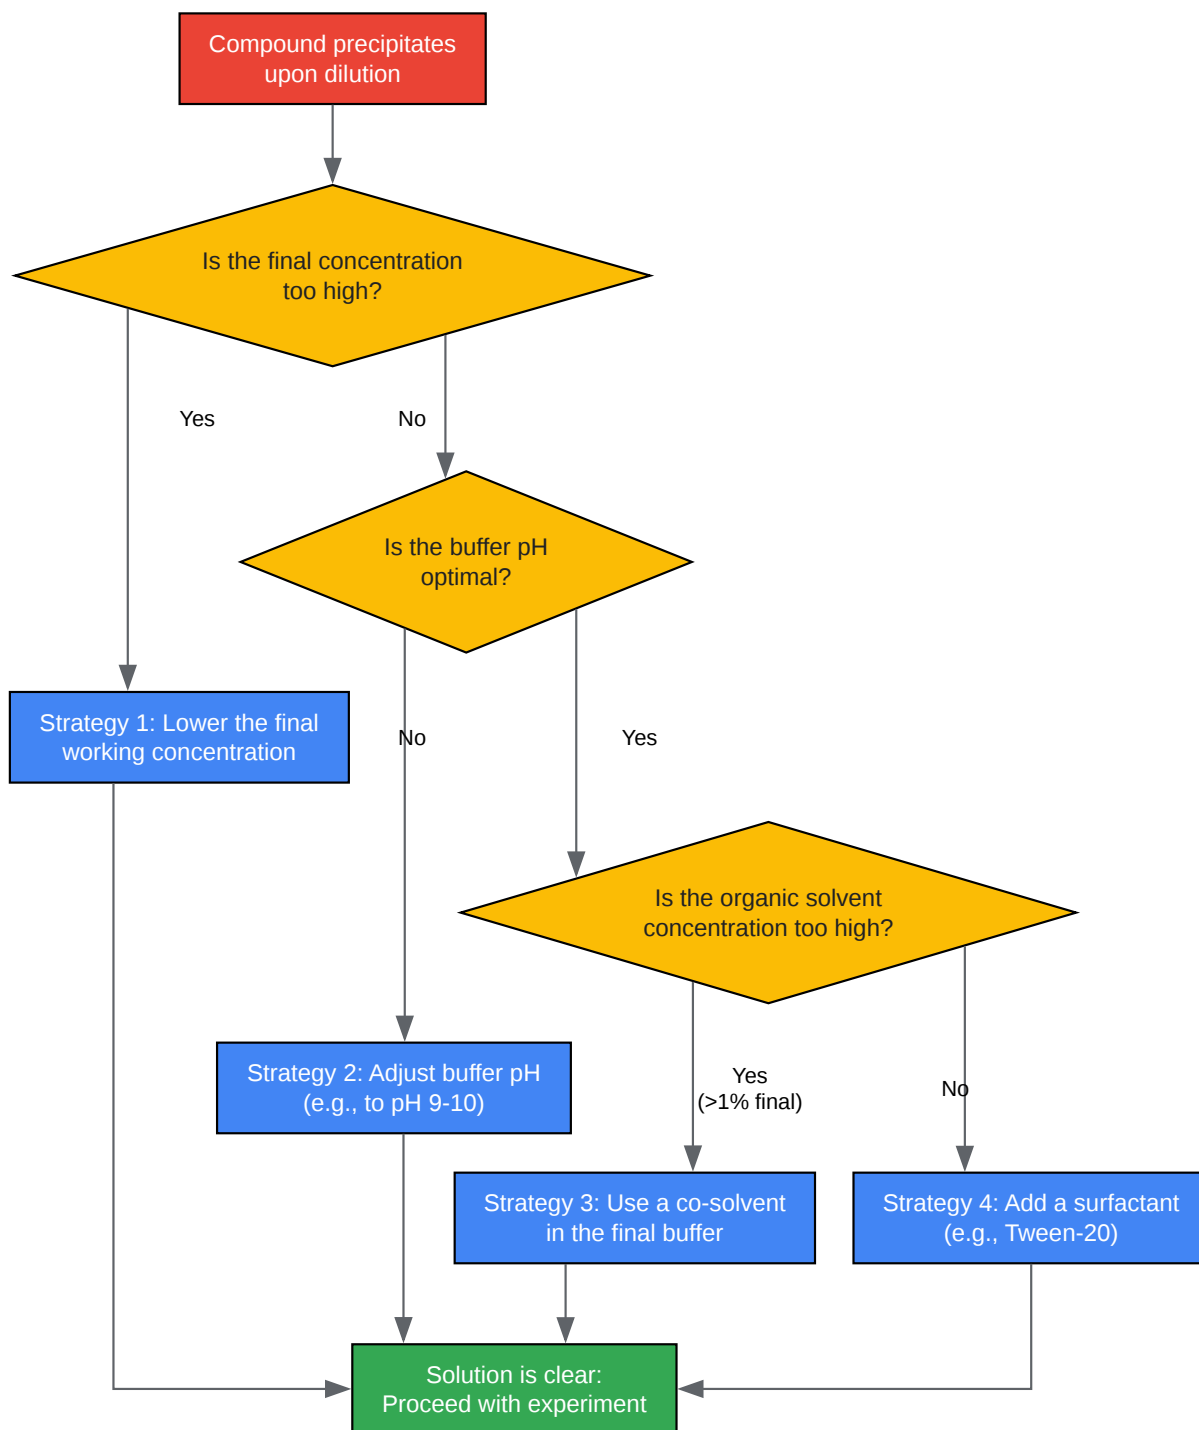 Compound precipitates
upon dilution
Is the final concentration
too high?
Yes
No
Is the buffer pH
optimal?
Strategy 1: Lower the final
working concentration
No
Yes
Is the organic solvent
concentration too high?
Strategy 2: Adjust buffer pH
(e.g., to pH 9-10)
Yes
(>1% final)
No
Strategy 3: Use a co-solvent
in the final buffer
Strategy 4: Add a surfactant
(e.g., Tween-20)
Solution is clear:
Proceed with experiment